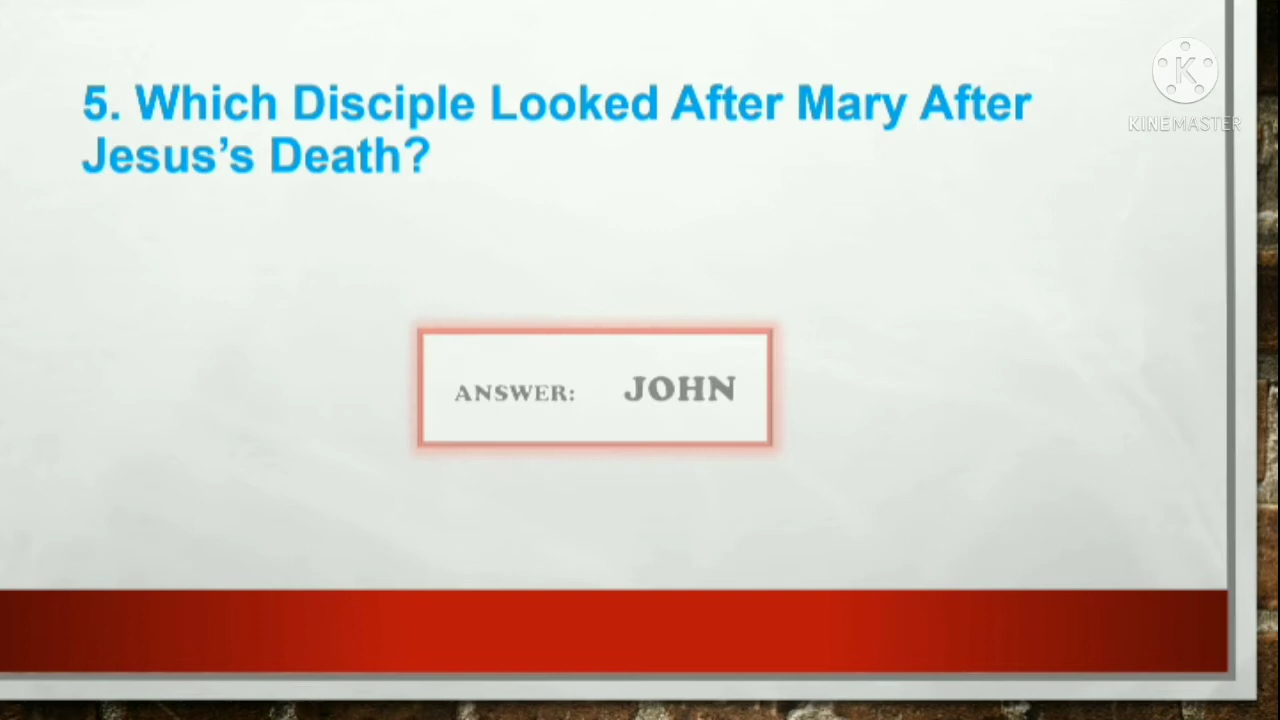 5. Which Disciple Looked After Mary After
Jesus’s Death?
ANSWER: JOHN
K
KINEMASTER